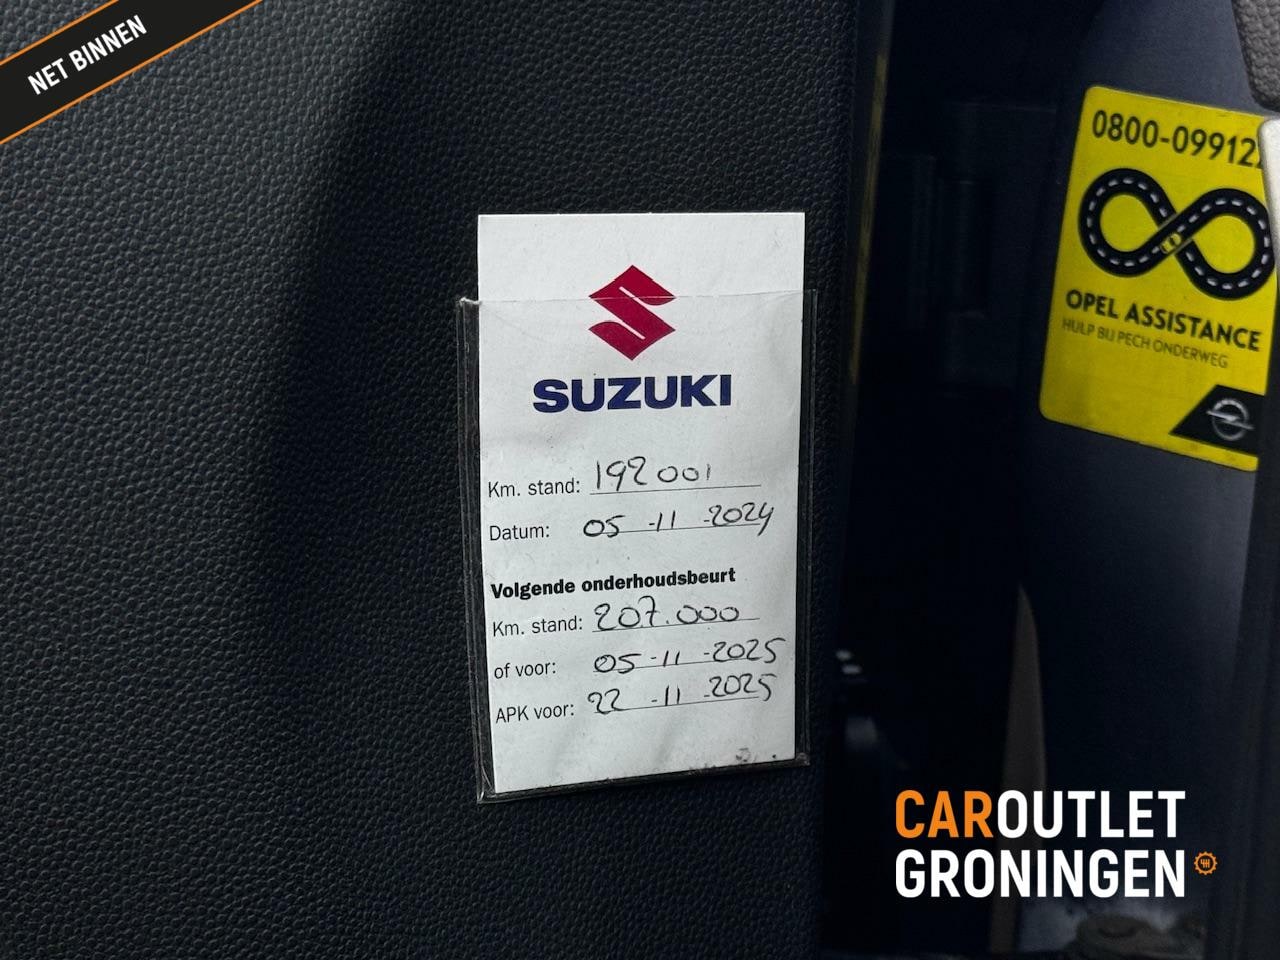 NET BINNEN
0800-09912
OPEL ASSISTANCE
HULP BIJ PECH ONDERWEG
SUZUKI
Km. stand: 192001
Datum: 05-11-2024
Volgende onderhoudsbeurt
Km. stand: 207.000
of voor: 05-11-2025
APK voor: 22-11-2025
CAROUTLET
GRONINGEN